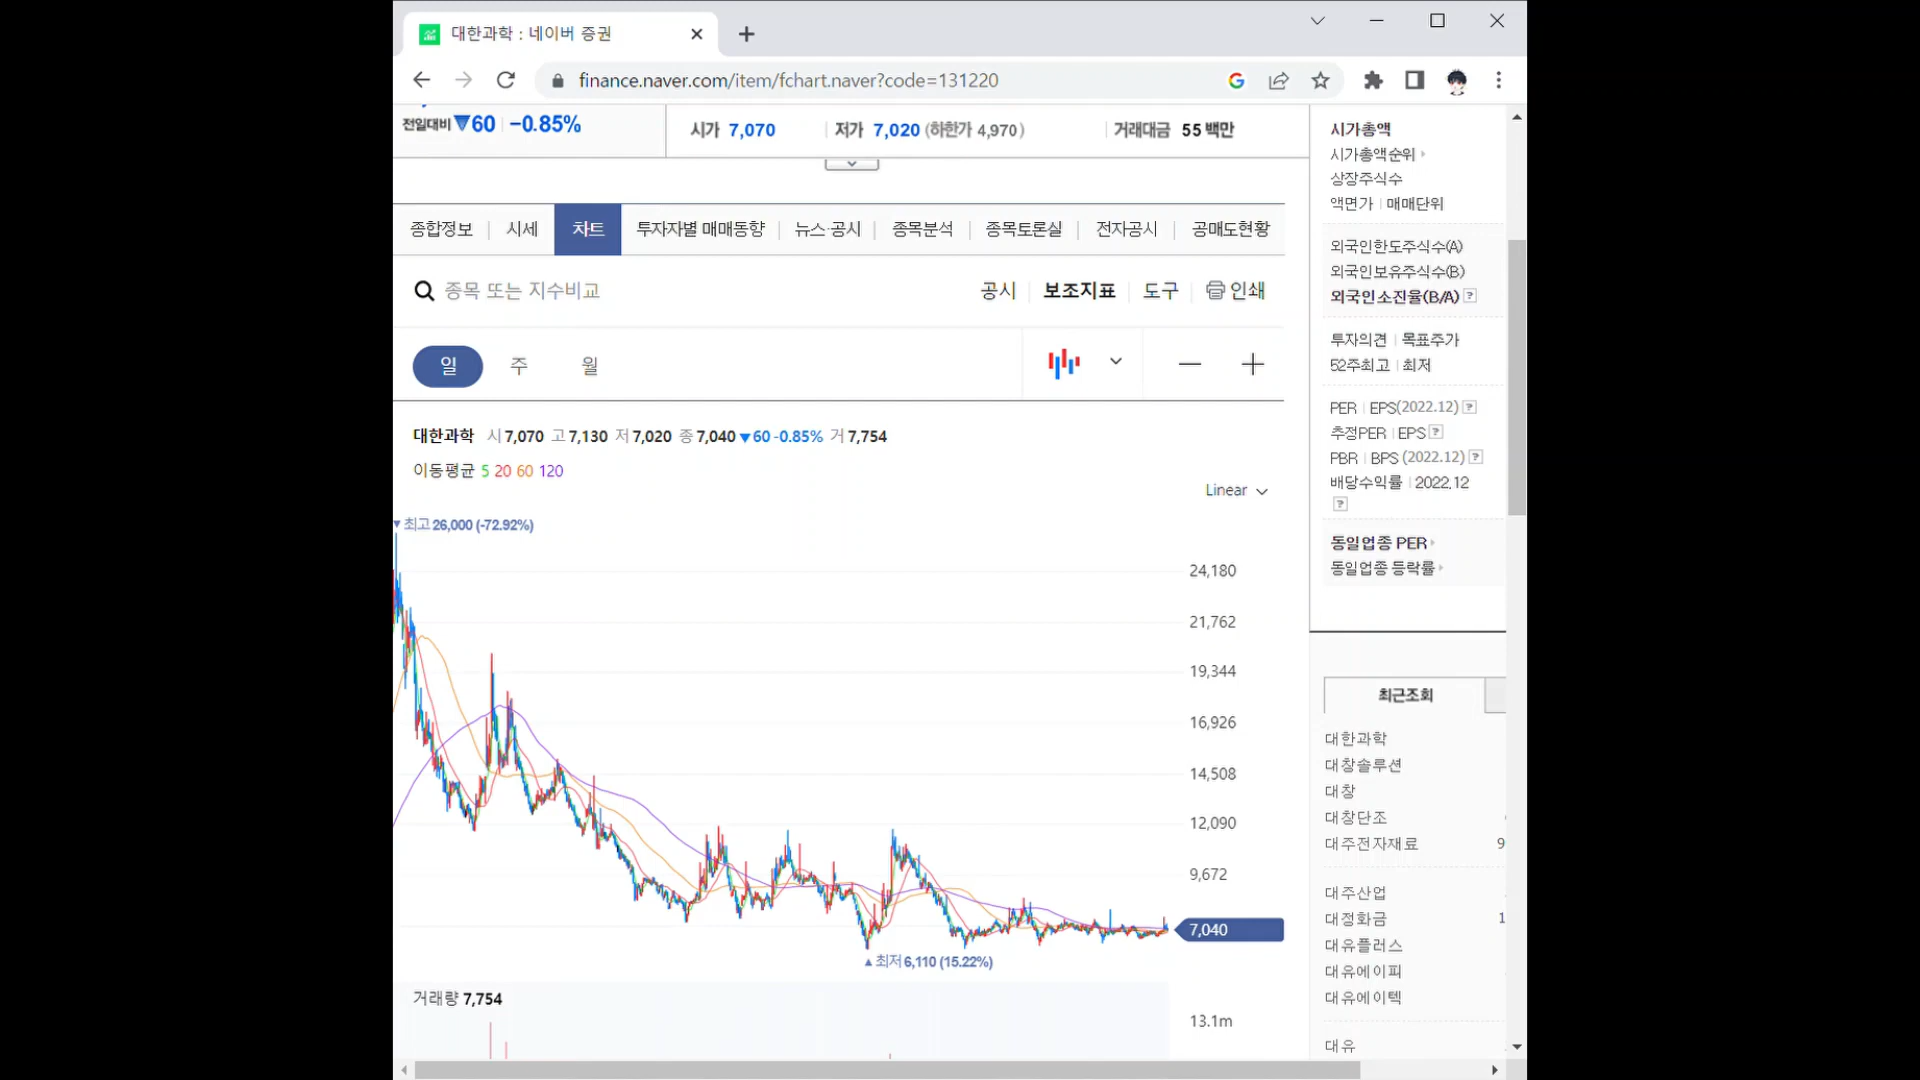 대한과학 : 네이버 증권
finance.naver.com/item/fchart.naver?code=131220
전일대비 ▼60 -0.85%
시가 7,070 저가 7,020 (하한가 4,970) 거래대금 55 백만
종합정보 시세 차트 투자자별 매매동향 뉴스·공시 종목분석 종목토론실 전자공시 공매도현황
종목 또는 지수비교 공시 보조지표 도구 인쇄
일 주 월
대한과학 시 7,070 고 7,130 저 7,020 종 7,040 ▼60 -0.85% 거 7,754
이동평균 5 20 60 120
Linear
▼최고 26,000 (-72.92%)
24,180
21,762
19,344
16,926
14,508
12,090
9,672
7,040
▲최저 6,110 (15.22%)
거래량 7,754
13.1m
시가총액
시가총액순위
상장주식수
액면가 매매단위
외국인한도주식수(A)
외국인보유주식수(B)
외국인소진율(B/A) ?
투자의견 목표주가
52주최고 최저
PER EPS(2022.12) ?
추정PER EPS ?
PBR BPS (2022.12) ?
배당수익률 2022.12
?
동일업종 PER
동일업종 등락률
최근조회
대한과학
대창솔루션
대창
대창단조
대주전자재료 9
대주산업
대정화금 1
대유플러스
대유에이피
대유에이텍
대유